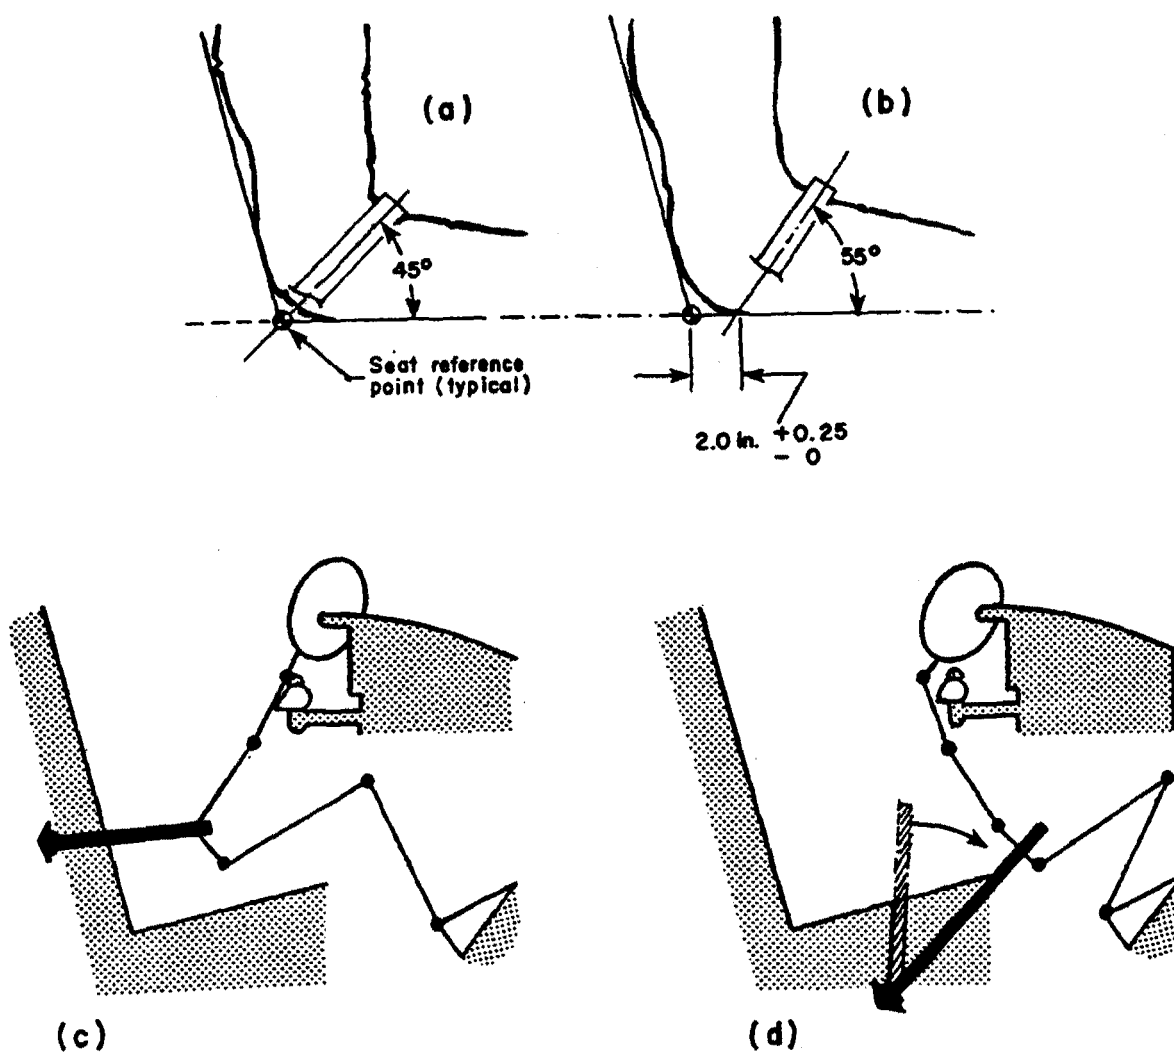 (a)
(b)
45°
55°
Seat reference
point (typical)
2.0 in. +0.25
- 0
(c)
(d)